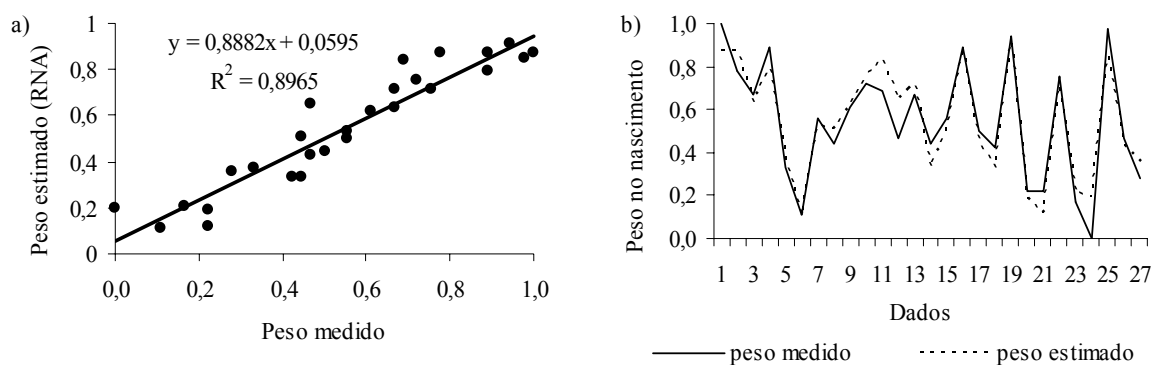 a)
Peso estimado (RNA)
1
0,8
0,6
0,4
0,2
0
y = 0,8882x + 0,0595
R² = 0,8965
0,0 0,2 0,4 0,6 0,8 1,0
Peso medido
b)
Peso no nascimento
1,0
0,8
0,6
0,4
0,2
0,0
1 3 5 7 9 11 13 15 17 19 21 23 25 27
Dados
peso medido peso estimado